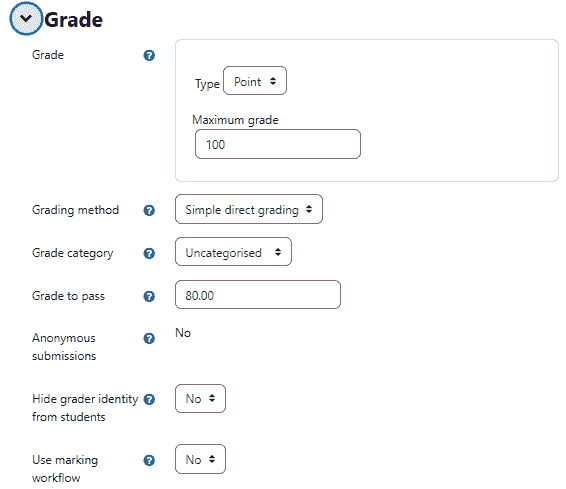 Grade
Grade
Type Point
Maximum grade
100
Grading method Simple direct grading
Grade category Uncategorised
Grade to pass 80.00
Anonymous No
submissions
Hide grader identity No
from students
Use marking No
workflow